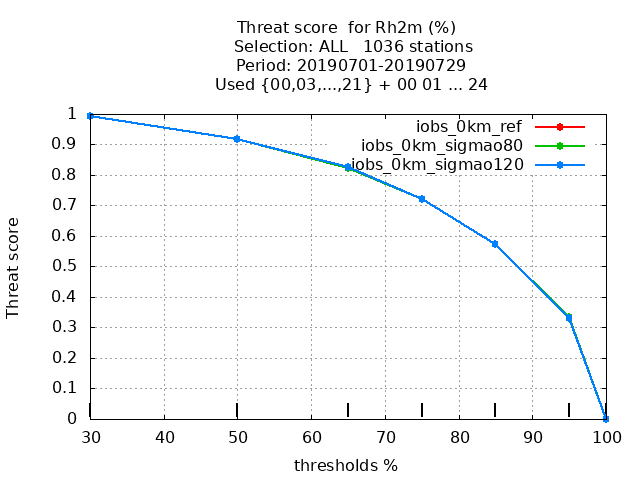 Threat score  for Rh2m (%)
Selection: ALL   1036 stations
Period: 20190701-20190729
Used {00,03,...,21} + 00 01 ... 24
iobs_0km_ref
iobs_0km_sigmao80
iobs_0km_sigmao120
1
0.9
0.8
0.7
0.6
0.5
0.4
0.3
0.2
0.1
0
Threat score
30 40 50 60 70 80 90 100
thresholds %